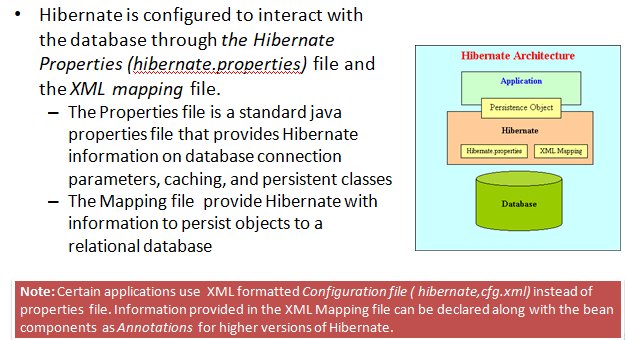 • Hibernate is configured to interact with
the database through the Hibernate
Properties (hibernate.properties) file and
the XML mapping file.
– The Properties file is a standard java
properties file that provides Hibernate
information on database connection
parameters, caching, and persistent classes
– The Mapping file provide Hibernate with
information to persist objects to a
relational database
Hibernate Architecture
Application
Persistence Object
Hibernate
Hibernate.properties XML Mapping
Database
Note: Certain applications use XML formatted Configuration file ( hibernate,cfg.xml) instead of
properties file. Information provided in the XML Mapping file can be declared along with the bean
components as Annotations for higher versions of Hibernate.